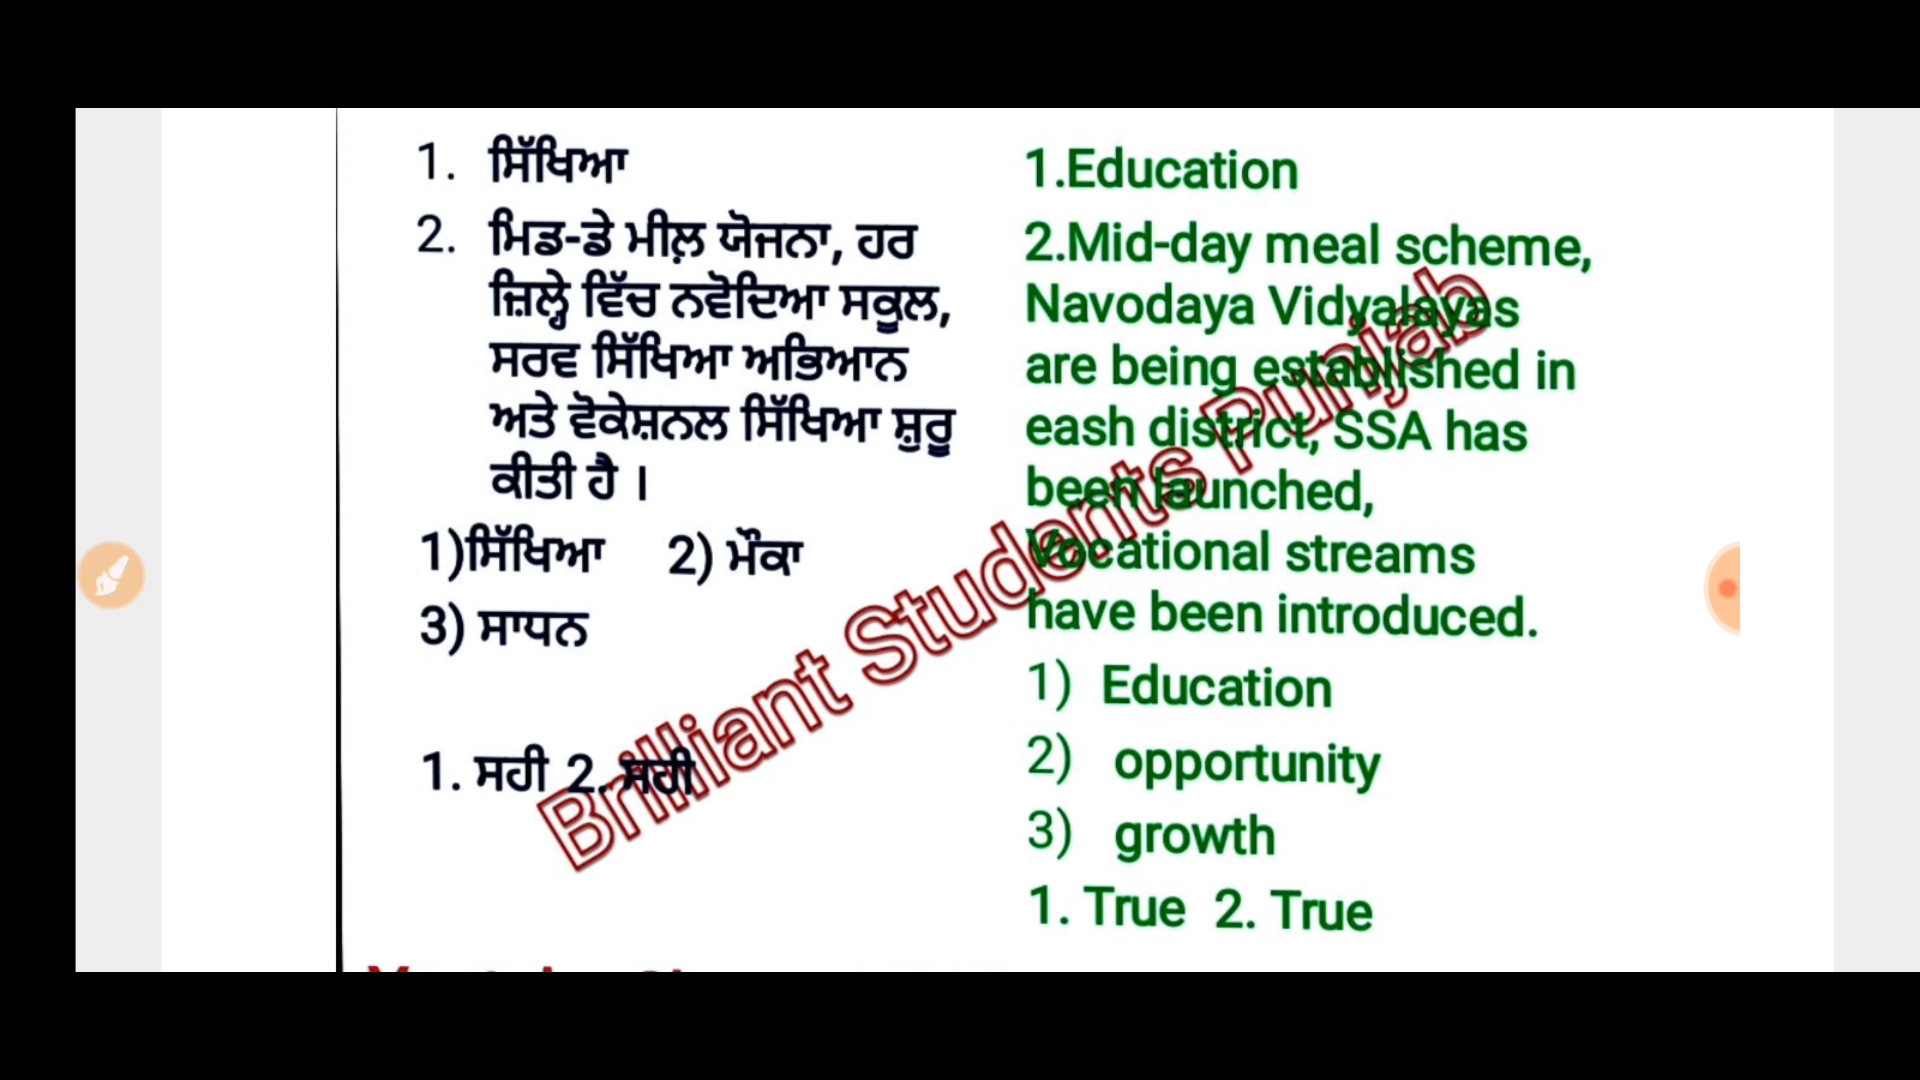 1. ਸਿੱਖਿਆ
2. ਮਿਡ-ਡੇ ਮੀਲ਼ ਯੋਜਨਾ, ਹਰ
ਜ਼ਿਲ੍ਹੇ ਵਿੱਚ ਨਵੋਦਿਆ ਸਕੂਲ,
ਸਰਵ ਸਿੱਖਿਆ ਅਭਿਆਨ
ਅਤੇ ਵੋਕੇਸ਼ਨਲ ਸਿੱਖਿਆ ਸ਼ੁਰੂ
ਕੀਤੀ ਹੈ ।
1)ਸਿੱਖਿਆ 2) ਮੌਕਾ
3) ਸਾਧਨ
1. ਸਹੀ 2. ਸਹੀ
1.Education
2.Mid-day meal scheme,
Navodaya Vidyalayas
are being established in
eash district, SSA has
been launched,
Vocational streams
have been introduced.
1) Education
2) opportunity
3) growth
1. True 2. True
Brilliant Students Punjab